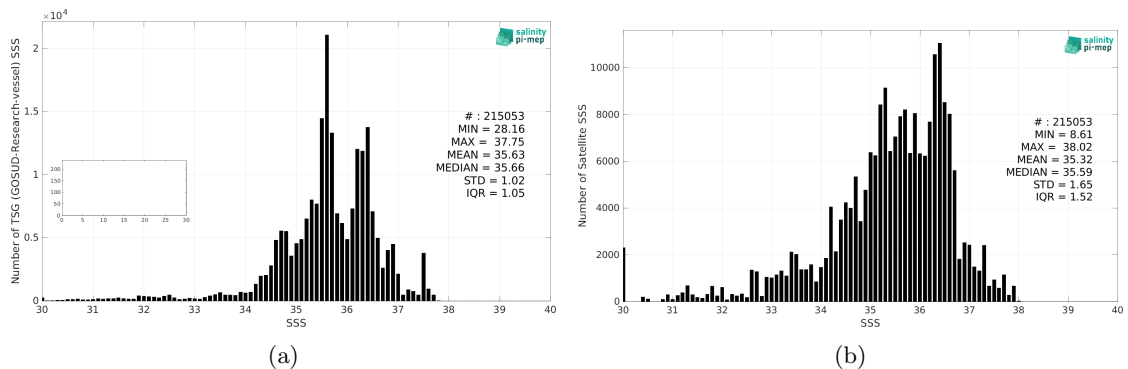 ×10⁴
salinity
pi-mep
Number of TSG (GOSUD-Research-vessel) SSS
2
1.5
1
0.5
0
# : 215053
MIN = 28.16
MAX = 37.75
MEAN = 35.63
MEDIAN = 35.66
STD = 1.02
IQR = 1.05
200
150
100
50
0
0 5 10 15 20 25 30
30 31 32 33 34 35 36 37 38 39 40
SSS
(a)
salinity
pi-mep
Number of Satellite SSS
10000
8000
6000
4000
2000
0
# : 215053
MIN = 8.61
MAX = 38.02
MEAN = 35.32
MEDIAN = 35.59
STD = 1.65
IQR = 1.52
30 31 32 33 34 35 36 37 38 39 40
SSS
(b)